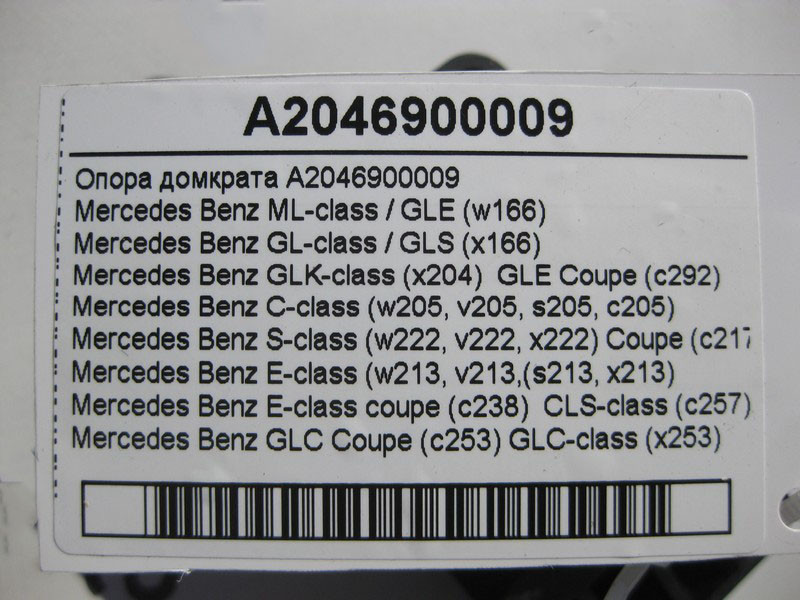 A2046900009
Опора домкрата A2046900009
Mercedes Benz ML-class / GLE (w166)
Mercedes Benz GL-class / GLS (x166)
Mercedes Benz GLK-class (x204) GLE Coupe (c292)
Mercedes Benz C-class (w205, v205, s205, c205)
Mercedes Benz S-class (w222, v222, x222) Coupe (c217
Mercedes Benz E-class (w213, v213,(s213, x213)
Mercedes Benz E-class coupe (c238) CLS-class (c257)
Mercedes Benz GLC Coupe (c253) GLC-class (x253)